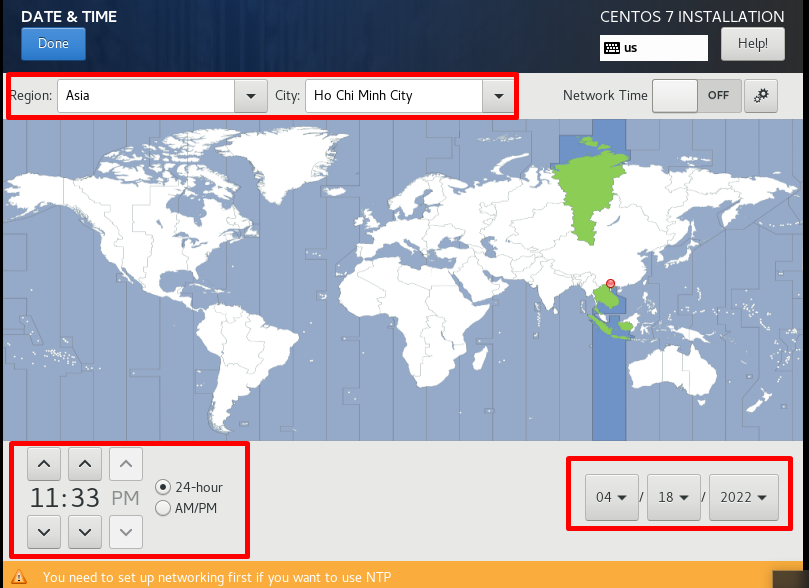 DATE & TIME
CENTOS 7 INSTALLATION
Done
us
Help!
Region:
Asia
City:
Ho Chi Minh City
Network Time
OFF
11:33 PM
24-hour
AM/PM
04 / 18 / 2022
You need to set up networking first if you want to use NTP